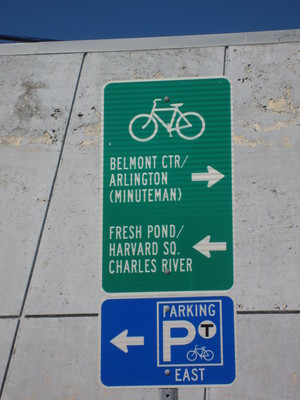 BELMONT CTR/
ARLINGTON
(MINUTEMAN)
FRESH POND/
HARVARD SQ.
CHARLES RIVER
PARKING
P T
EAST